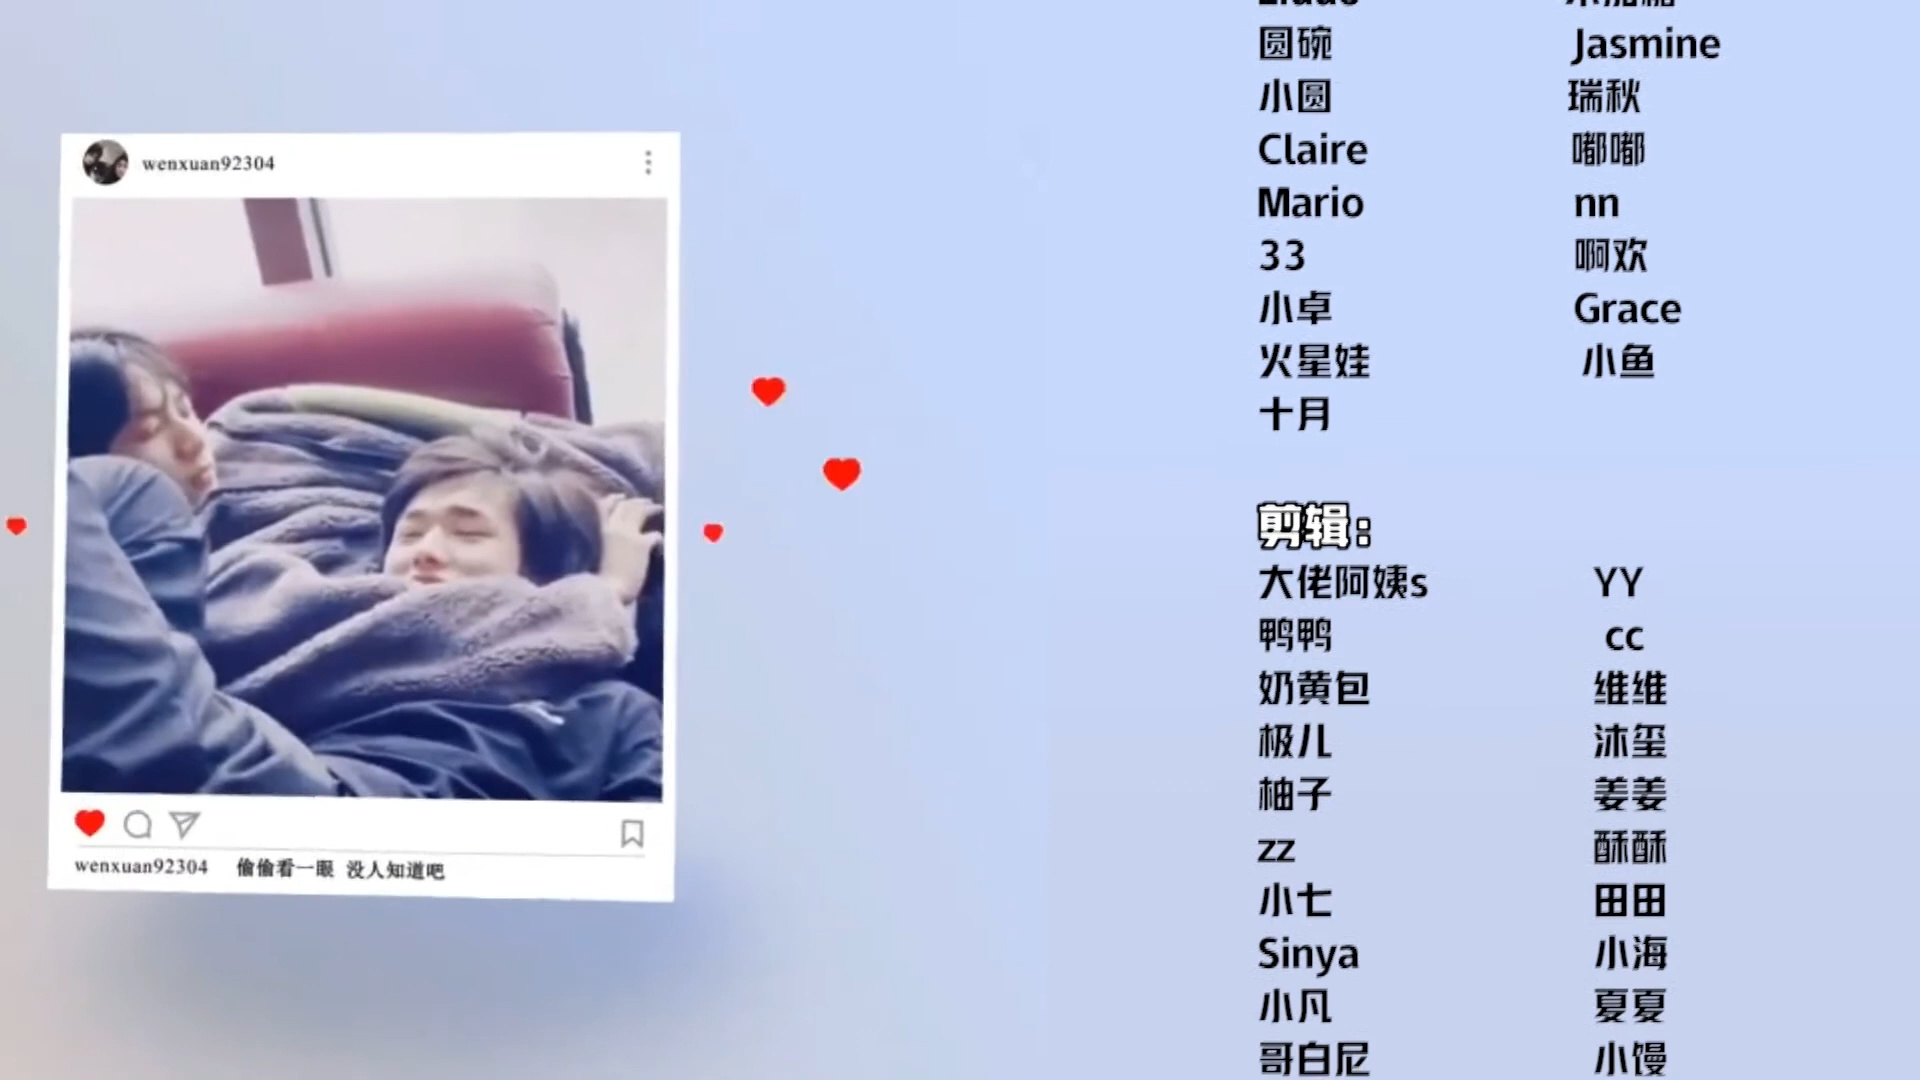 wenxuan92304
wenxuan92304 偷偷看一眼 没人知道吧
圆碗 Jasmine
小圆 瑞秋
Claire 嘟嘟
Mario nn
33 啊欢
小卓 Grace
火星娃 小鱼
十月
剪辑：
大佬阿姨s YY
鸭鸭 cc
奶黄包 维维
极儿 沐玺
柚子 姜姜
zz 酥酥
小七 田田
Sinya 小海
小凡 夏夏
哥白尼 小馒